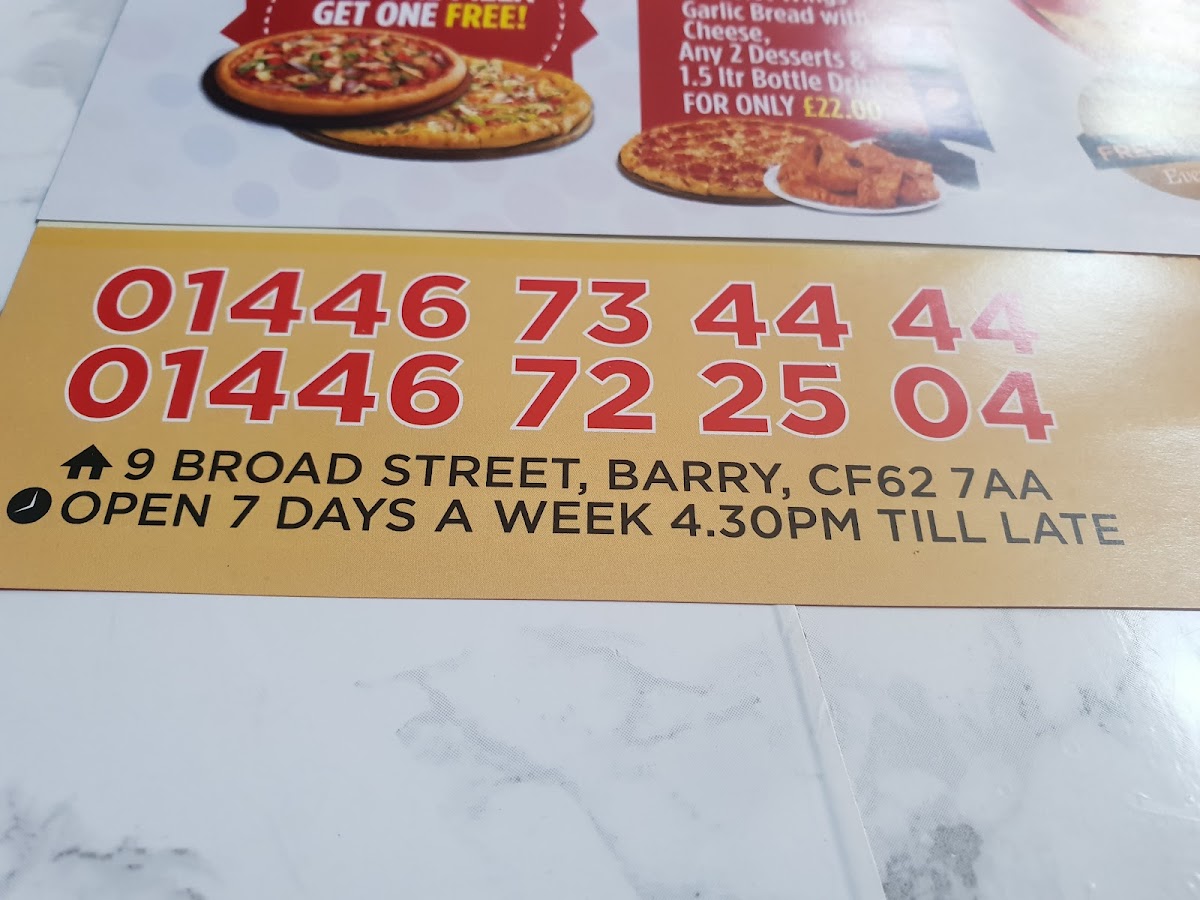 GET ONE FREE!
Garlic Bread with
Cheese,
Any 2 Desserts &
1.5 ltr Bottle Drink
FOR ONLY £22.00
01446 73 44 44
01446 72 25 04
9 BROAD STREET, BARRY, CF62 7AA
OPEN 7 DAYS A WEEK 4.30PM TILL LATE